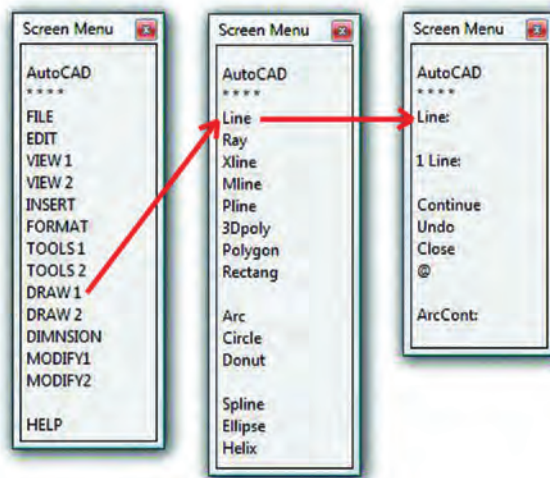 Screen Menu
AutoCAD
* * * *
FILE
EDIT
VIEW 1
VIEW 2
INSERT
FORMAT
TOOLS 1
TOOLS 2
DRAW 1
DRAW 2
DIMNSION
MODIFY1
MODIFY2
HELP
Screen Menu
AutoCAD
* * * *
Line
Ray
Xline
Mline
Pline
3Dpoly
Polygon
Rectang
Arc
Circle
Donut
Spline
Ellipse
Helix
Screen Menu
AutoCAD
* * * *
Line:
1 Line:
Continue
Undo
Close
@
ArcCont: